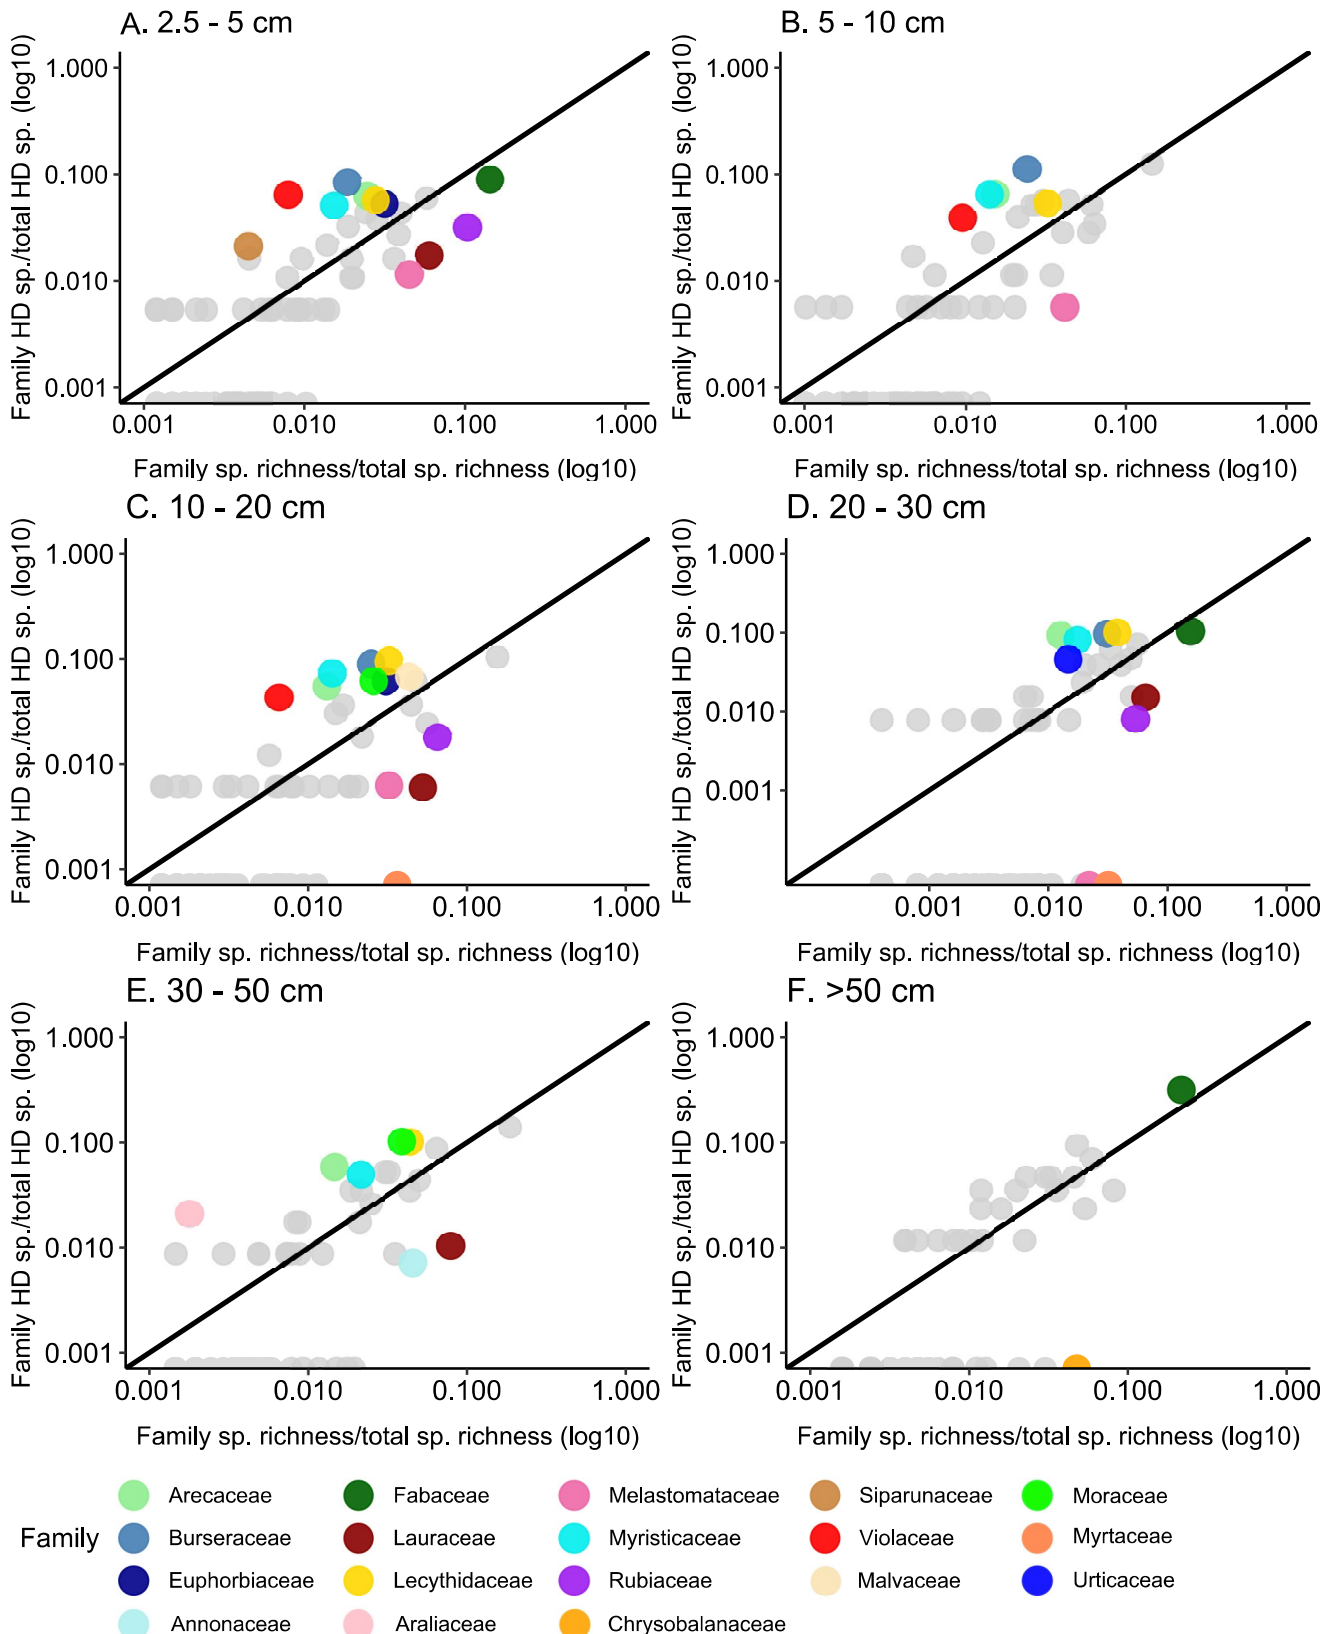 A. 2.5 - 5 cm
Family HD sp./total HD sp. (log10)
1.000
0.100
0.010
0.001
0.001 0.010 0.100 1.000
Family sp. richness/total sp. richness (log10)
B. 5 - 10 cm
Family HD sp./total HD sp. (log10)
1.000
0.100
0.010
0.001
0.001 0.010 0.100 1.000
Family sp. richness/total sp. richness (log10)
C. 10 - 20 cm
Family HD sp./total HD sp. (log10)
1.000
0.100
0.010
0.001
0.001 0.010 0.100 1.000
Family sp. richness/total sp. richness (log10)
D. 20 - 30 cm
Family HD sp./total HD sp. (log10)
1.000
0.100
0.010
0.001
0.001 0.010 0.100 1.000
Family sp. richness/total sp. richness (log10)
E. 30 - 50 cm
Family HD sp./total HD sp. (log10)
1.000
0.100
0.010
0.001
0.001 0.010 0.100 1.000
Family sp. richness/total sp. richness (log10)
F. >50 cm
Family HD sp./total HD sp. (log10)
1.000
0.100
0.010
0.001
0.001 0.010 0.100 1.000
Family sp. richness/total sp. richness (log10)
Family
Arecaceae Fabaceae Melastomataceae Siparunaceae Moraceae
Burseraceae Lauraceae Myristicaceae Violaceae Myrtaceae
Euphorbiaceae Lecythidaceae Rubiaceae Malvaceae Urticaceae
Annonaceae Araliaceae Chrysobalanaceae